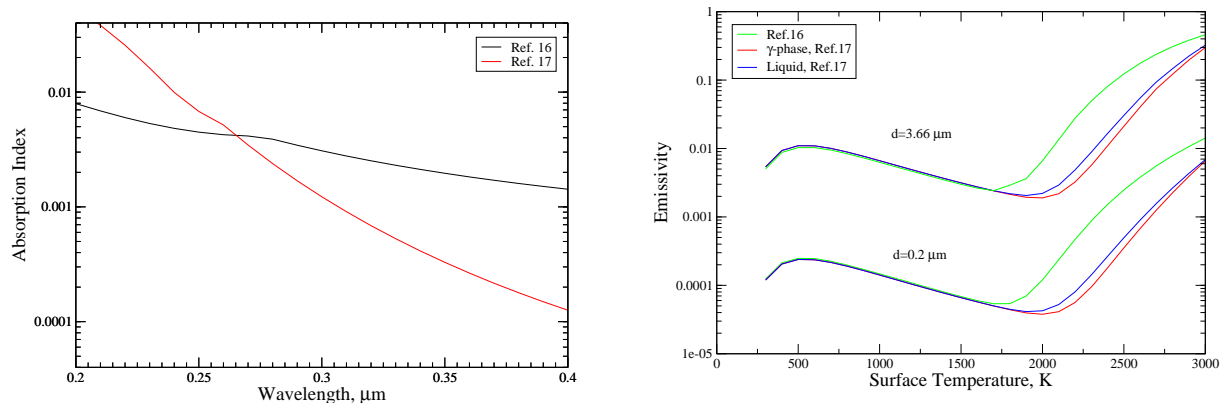 Ref. 16
Ref. 17
0.01
0.001
0.0001
Absorption Index
0.2
0.25
0.3
0.35
0.4
Wavelength, μm
Ref.16
γ-phase, Ref.17
Liquid, Ref.17
1
0.1
0.01
0.001
0.0001
1e-05
Emissivity
d=3.66 μm
d=0.2 μm
0
500
1000
1500
2000
2500
3000
Surface Temperature, K